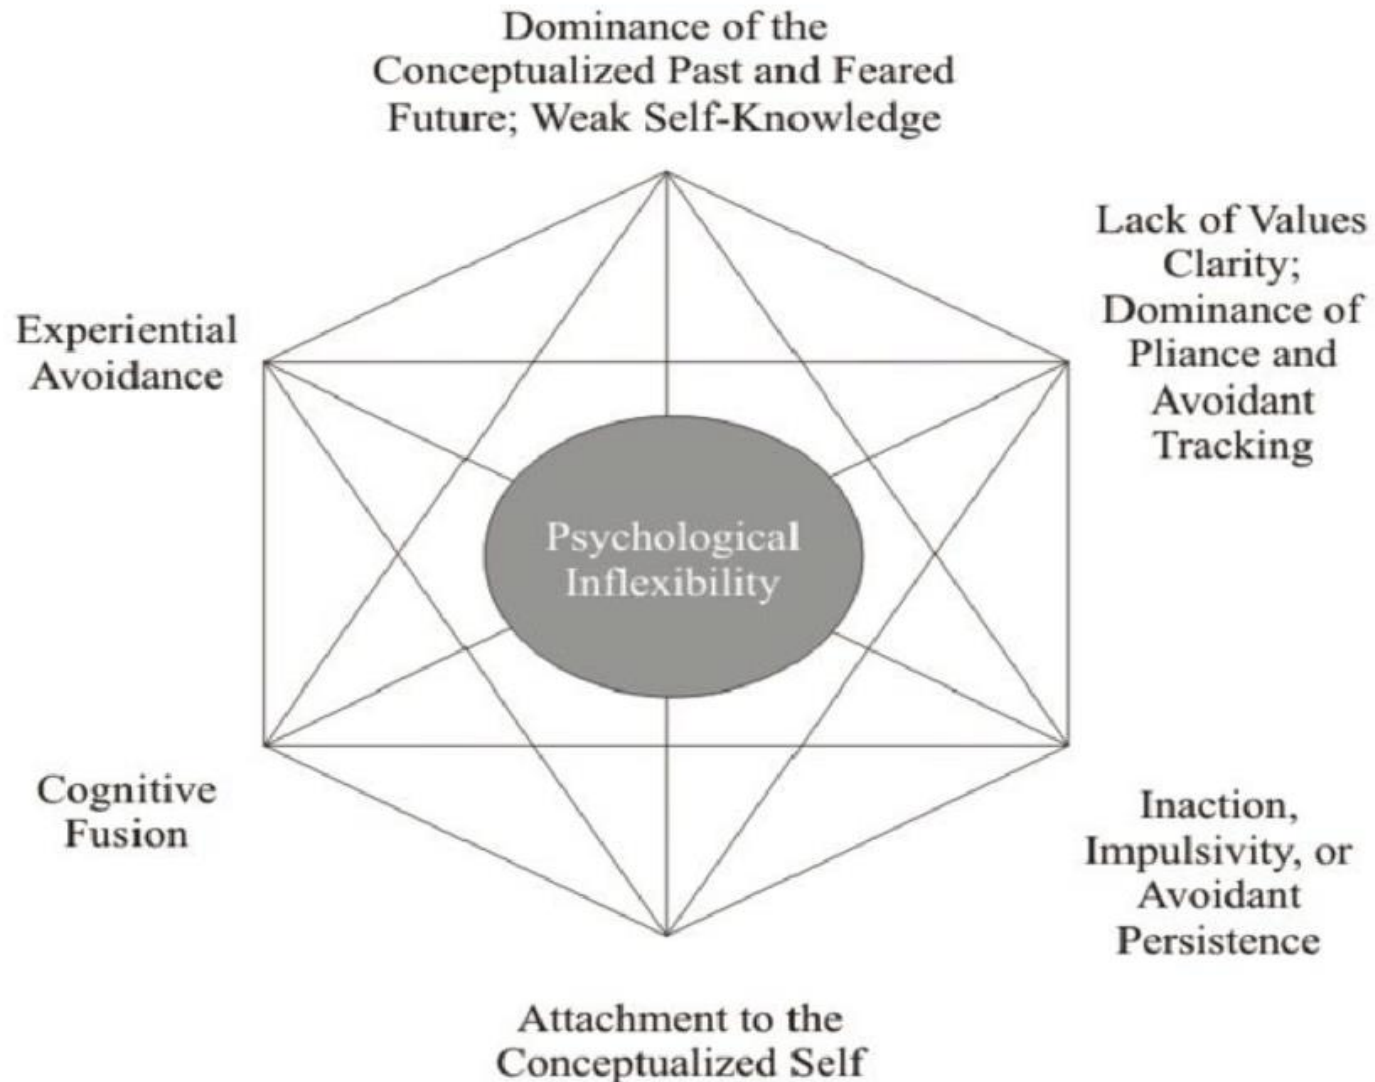 Dominance of the
Conceptualized Past and Feared
Future; Weak Self-Knowledge
Lack of Values
Clarity;
Dominance of
Pliance and
Avoidant
Tracking
Experiential
Avoidance
Psychological
Inflexibility
Cognitive
Fusion
Inaction,
Impulsivity, or
Avoidant
Persistence
Attachment to the
Conceptualized Self